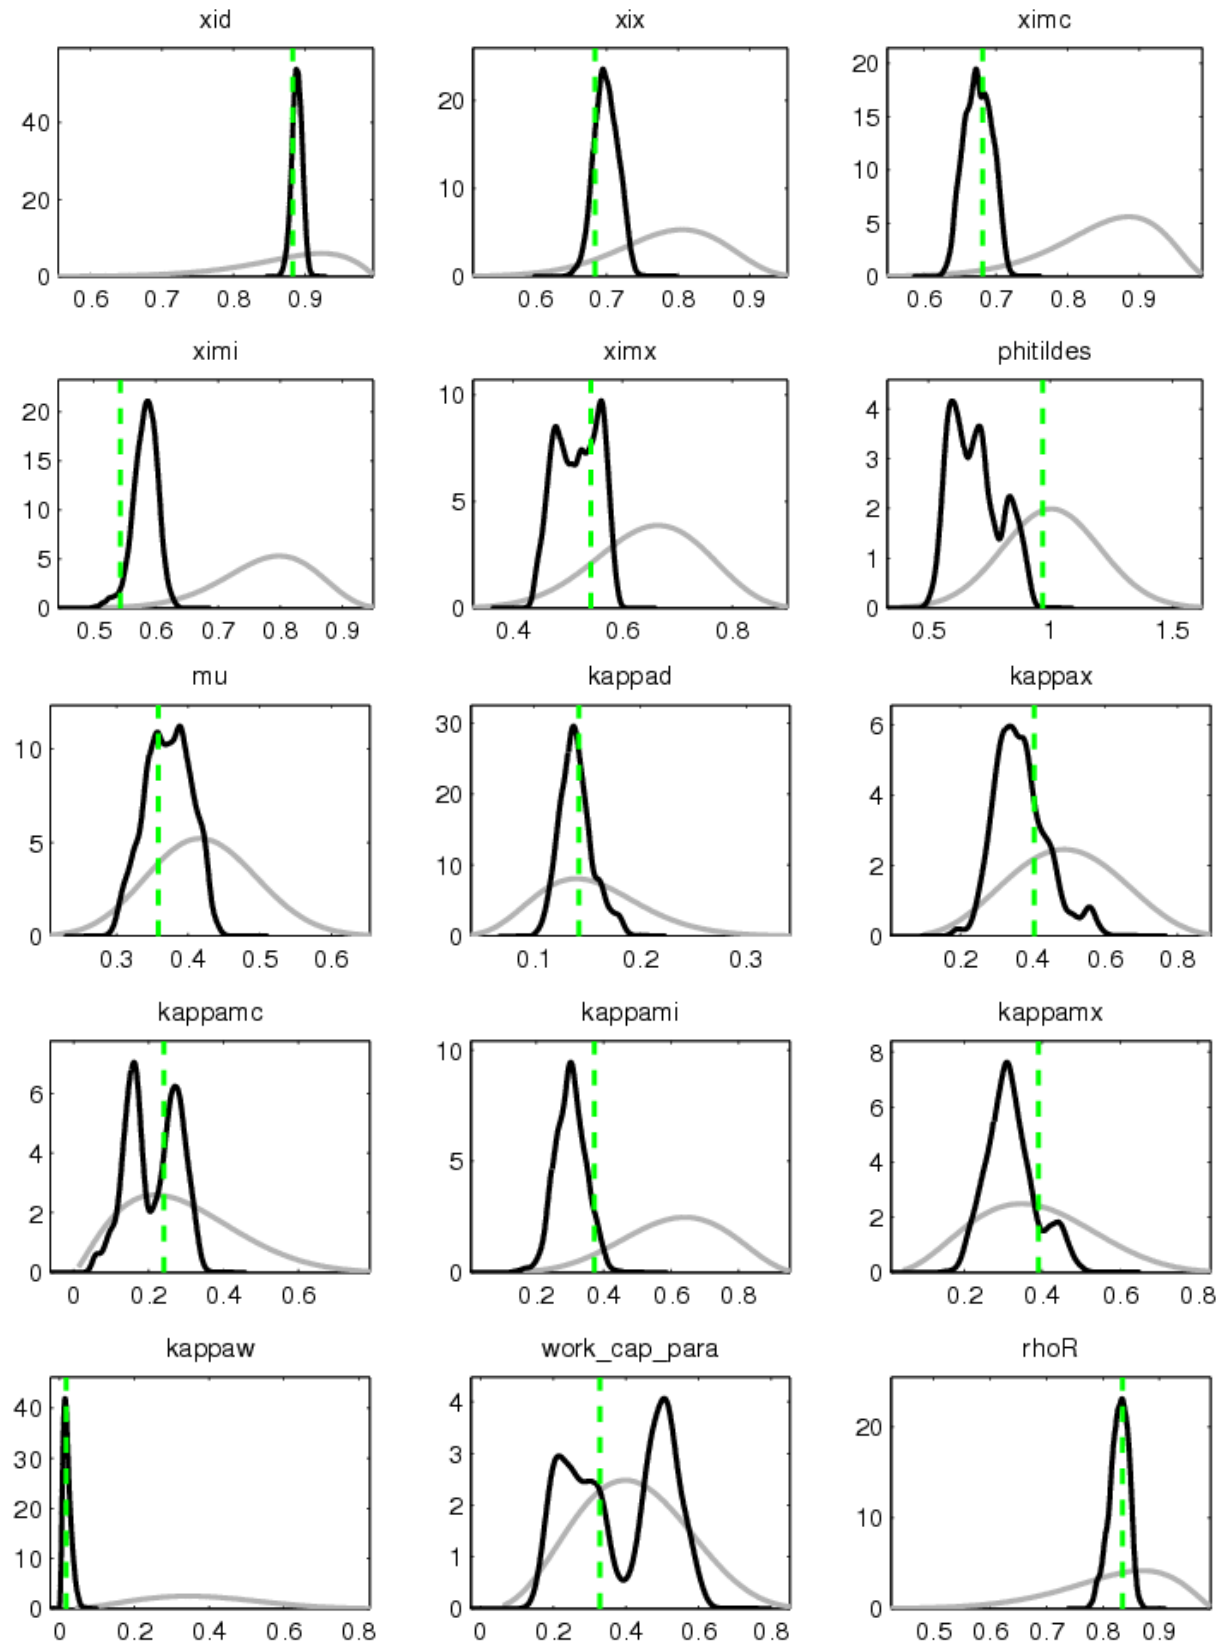 xid xix ximc
40 20 0 0.6 0.7 0.8 0.9
20 10 0 0.6 0.7 0.8 0.9
20 15 10 5 0 0.6 0.7 0.8 0.9
ximi ximx phitildes
20 15 10 5 0 0.5 0.6 0.7 0.8 0.9
10 5 0 0.4 0.6 0.8
4 3 2 1 0 0.5 1 1.5
mu kappad kappax
10 5 0 0.3 0.4 0.5 0.6
30 20 10 0 0.1 0.2 0.3
6 4 2 0 0.2 0.4 0.6 0.8
kappamc kappami kappamx
6 4 2 0 0 0.2 0.4 0.6
10 5 0 0.2 0.4 0.6 0.8
8 6 4 2 0 0.2 0.4 0.6 0.8
kappaw work_cap_para rhoR
40 30 20 10 0 0 0.2 0.4 0.6 0.8
4 3 2 1 0 0 0.2 0.4 0.6 0.8
20 10 0 0.5 0.6 0.7 0.8 0.9